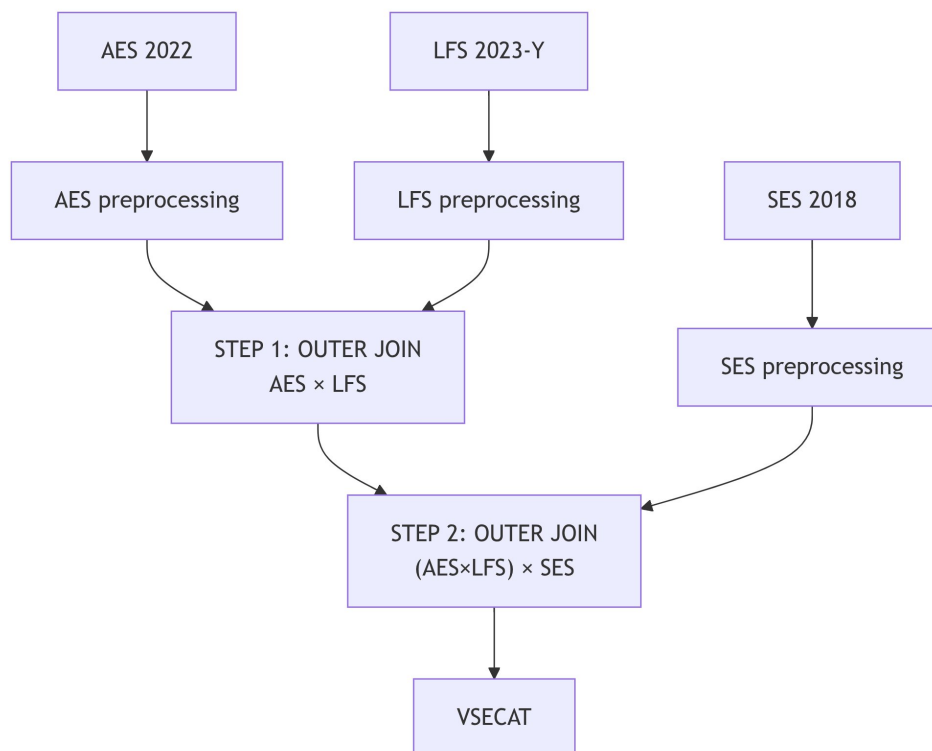 AES 2022
LFS 2023-Y
AES preprocessing
LFS preprocessing
SES 2018
STEP 1: OUTER JOIN
AES × LFS
SES preprocessing
STEP 2: OUTER JOIN
(AES×LFS) × SES
VSECAT